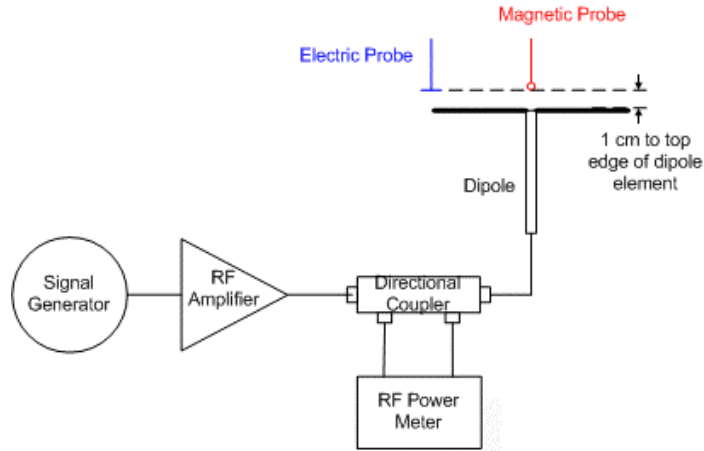 Magnetic Probe
Electric Probe
1 cm to top
edge of dipole
element
Dipole
Signal
Generator
RF
Amplifier
Directional
Coupler
RF Power
Meter